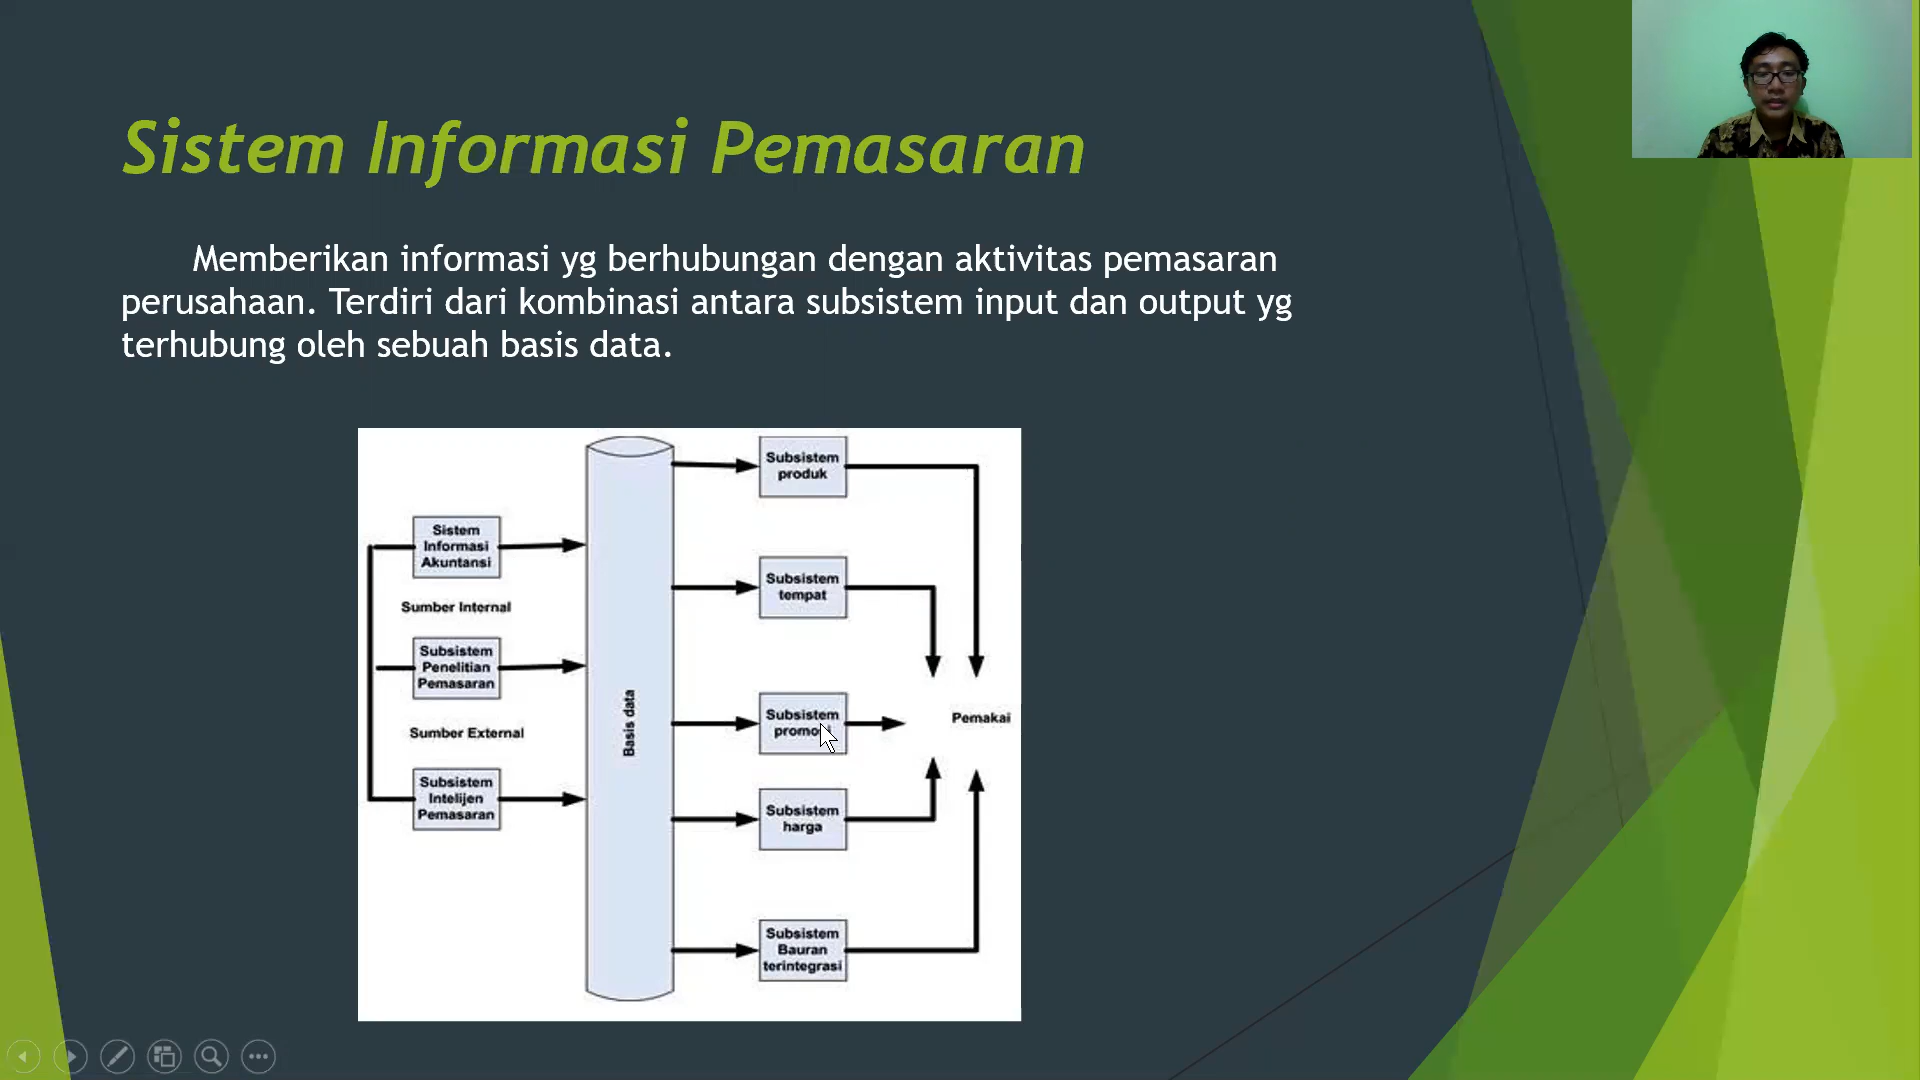 Sistem Informasi Pemasaran
Memberikan informasi yg berhubungan dengan aktivitas pemasaran
perusahaan. Terdiri dari kombinasi antara subsistem input dan output yg
terhubung oleh sebuah basis data.
Sistem
Informasi
Akuntansi
Sumber Internal
Subsistem
Penelitian
Pemasaran
Sumber External
Subsistem
Intelijen
Pemasaran
Basis data
Subsistem
produk
Subsistem
tempat
Subsistem
promosi
Subsistem
harga
Subsistem
Bauran
terintegrasi
Pemakai